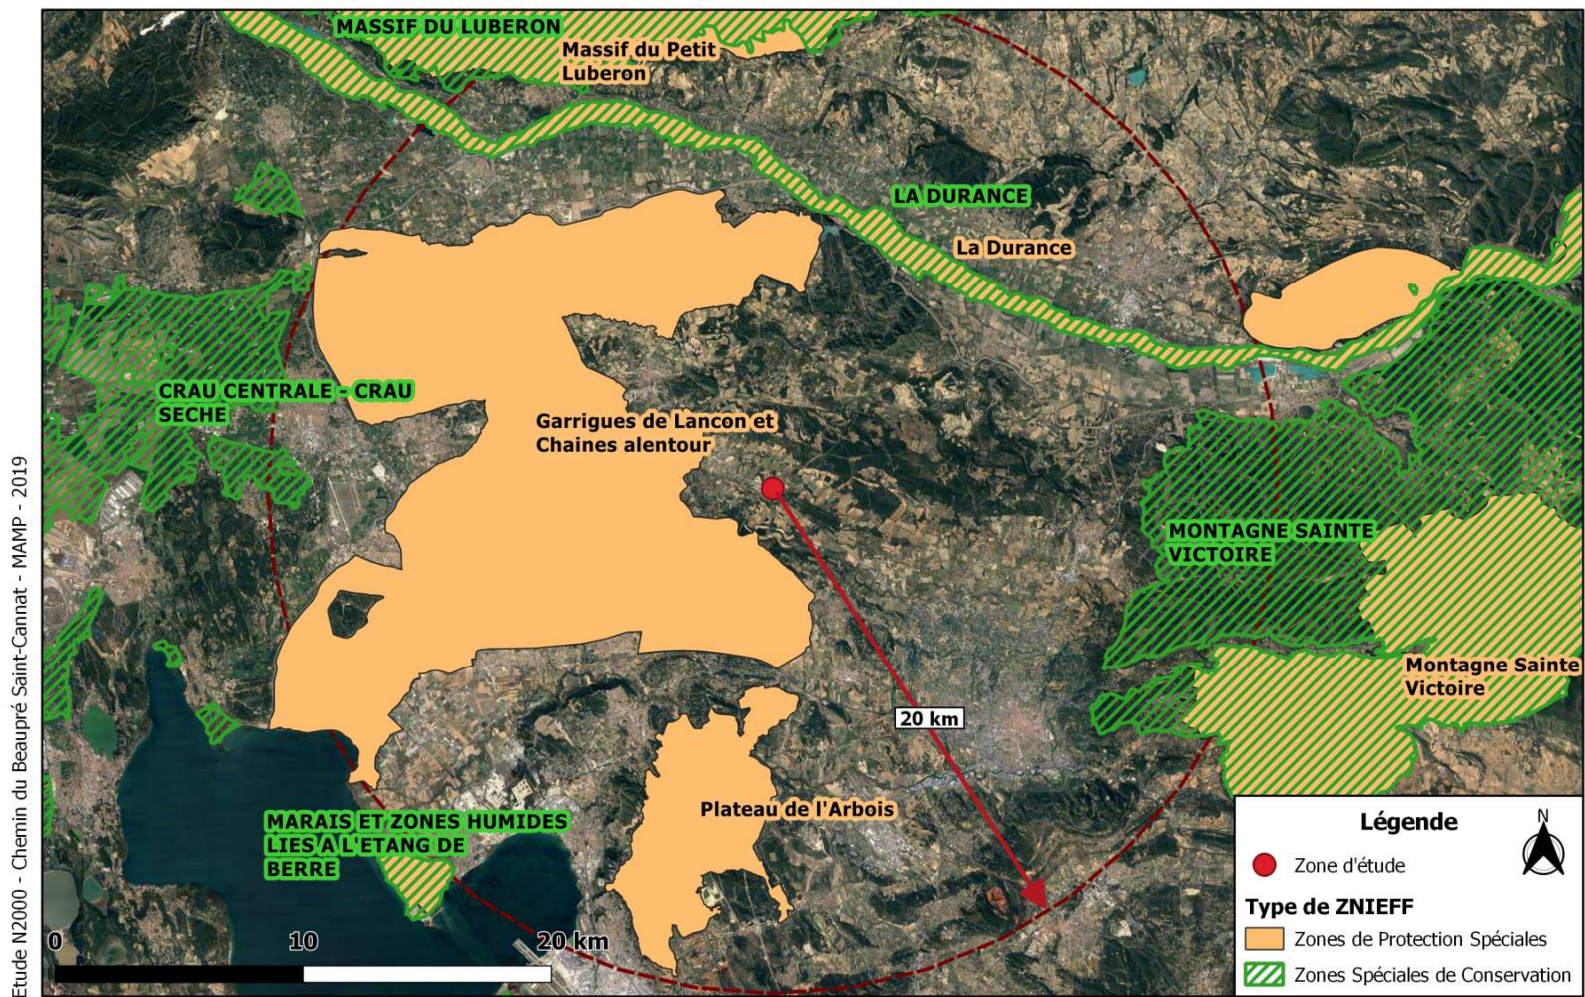 MASSIF DU LUBERON
Massif du Petit
Luberon
LA DURANCE
La Durance
CRAU CENTRALE - CRAU
SECHE
Garrigues de Lancon et
Chaines alentour
MONTAGNE SAINTE
VICTOIRE
Montagne Sainte
Victoire
20 km
Plateau de l'Arbois
MARAIS ET ZONES HUMIDES
LIES A L'ETANG DE
BERRE
0 10 20 km
Légende
N
Zone d'étude
Type de ZNIEFF
Zones de Protection Spéciales
Zones Spéciales de Conservation
Etude N2000 - Chemin du Beaupré Saint-Cannat - MAMP - 2019